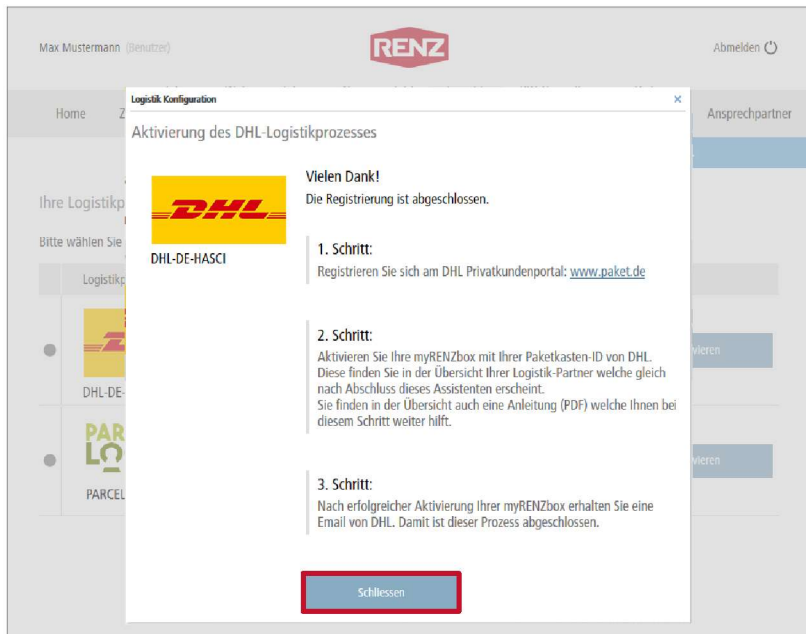 Max Mustermann (Benutzer)
RENZ
Abmelden
Home
Z
Ansprechpartner
Logistik Konfiguration
Aktivierung des DHL-Logistikprozesses
DHL
DHL-DE-HASCI
Vielen Dank!
Die Registrierung ist abgeschlossen.
1. Schritt:
Registrieren Sie sich am DHL Privatkundenportal: www.paket.de
2. Schritt:
Aktivieren Sie Ihre myRENZbox mit Ihrer Paketkasten-ID von DHL.
Diese finden Sie in der Übersicht Ihrer Logistik-Partner welche gleich
nach Abschluss dieses Assistenten erscheint.
Sie finden in der Übersicht auch eine Anleitung (PDF) welche Ihnen bei
diesem Schritt weiter hilft.
3. Schritt:
Nach erfolgreicher Aktivierung Ihrer myRENZbox erhalten Sie eine
Email von DHL. Damit ist dieser Prozess abgeschlossen.
Schliessen
Ihre Logistikp
Bitte wählen Sie
Logistikp
DHL-DE-
vieren
PAR
LO
PARCEL
vieren